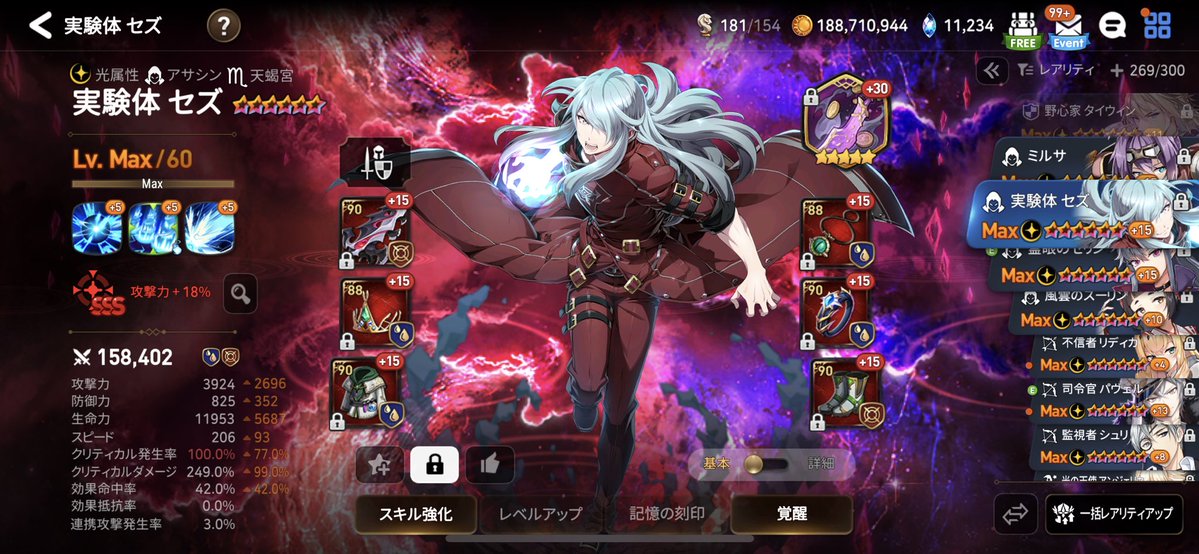 実験体 セズ
?
181/154
188,710,944
11,234
FREE
99+
Event
光属性 アサシン 天蝎宮
実験体 セズ
Lv. Max/60
Max
+5
+5
+5
SSS 攻撃力+18%
158,402
攻撃力 3924 2696
防御力 825 352
生命力 11953 5687
スピード 206 93
クリティカル発生率 100.0% 77.0%
クリティカルダメージ 249.0% 99.0%
効果命中率 42.0% 42.0%
効果抵抗率 0.0%
連携攻撃発生率 3.0%
90 +15
88 +15
90 +15
+30
88 +15
90 +15
90 +15
基本 詳細
スキル強化
レベルアップ
記憶の刻印
覚醒
レアリティ
269/300
野心家 タイウィン
Max +11
ミルサ
実験体 セズ
Max +15
Max +15
風雲のスーリン
Max +10
不信者 リディカ
Max +4
司令官 パヴェル
E
Max +13
監視者 シュリ
Max +8
一括レアリティアップ